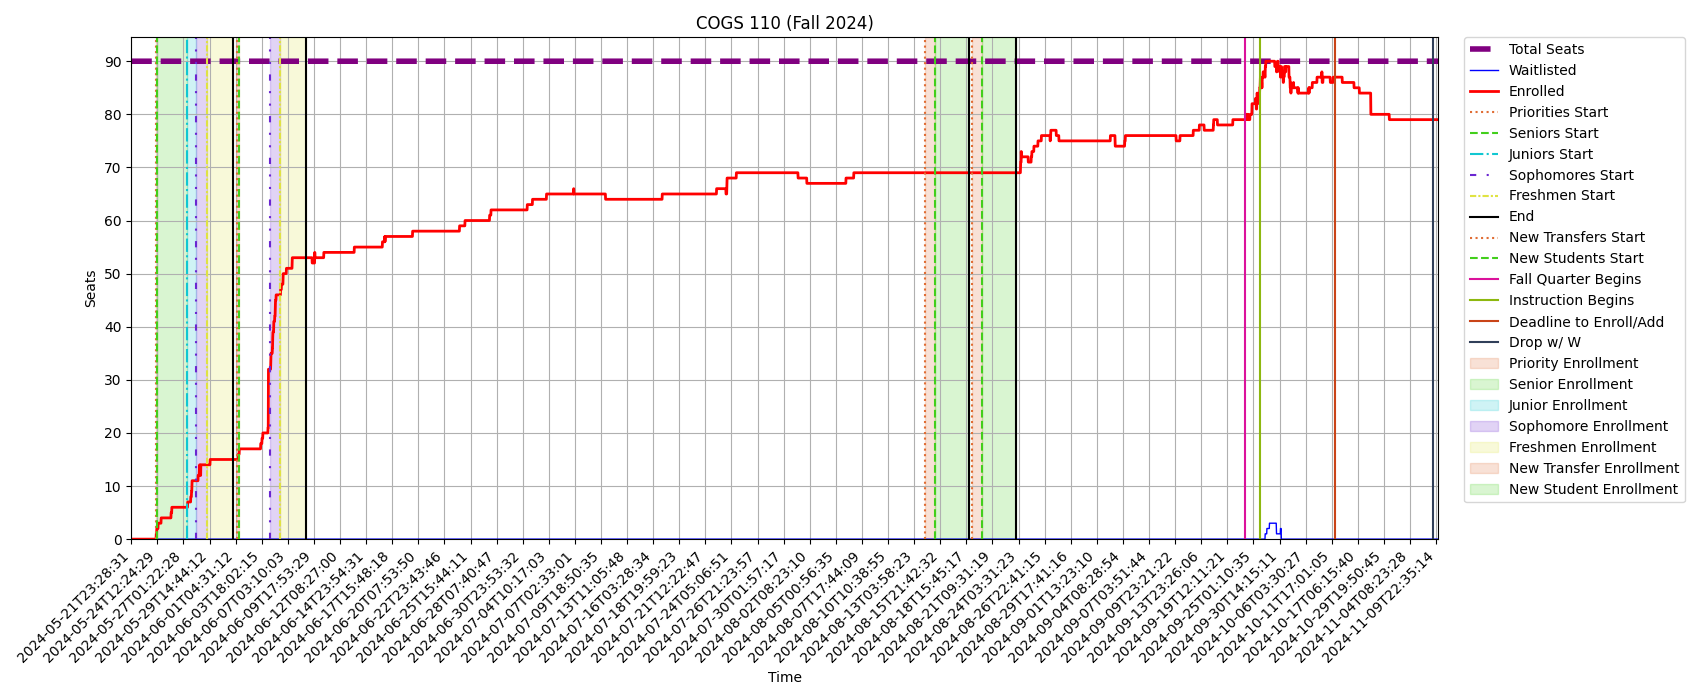 COGS 110 (Fall 2024)
90
80
70
60
50
40
30
20
10
0
Seats
2024-05-21T23:28:31
2024-05-24T12:24:29
2024-05-27T01:22:28
2024-05-29T14:44:12
2024-06-01T04:31:12
2024-06-03T18:02:15
2024-06-07T03:10:03
2024-06-09T17:53:29
2024-06-12T08:27:00
2024-06-14T23:54:31
2024-06-17T15:48:18
2024-06-20T07:53:50
2024-06-22T23:43:46
2024-06-25T15:44:11
2024-06-28T07:40:47
2024-06-30T23:53:32
2024-07-04T10:17:03
2024-07-07T02:33:01
2024-07-09T18:50:35
2024-07-13T11:05:48
2024-07-16T03:28:34
2024-07-18T19:59:23
2024-07-21T12:22:47
2024-07-24T05:06:51
2024-07-26T21:23:57
2024-07-30T01:57:17
2024-08-02T08:23:10
2024-08-05T00:56:35
2024-08-07T17:44:09
2024-08-10T10:38:55
2024-08-13T03:58:23
2024-08-15T21:42:32
2024-08-18T15:45:17
2024-08-21T09:31:19
2024-08-24T03:31:23
2024-08-26T22:41:15
2024-08-29T17:41:16
2024-09-01T13:23:10
2024-09-04T08:28:54
2024-09-07T03:51:44
2024-09-09T23:21:22
2024-09-13T23:26:06
2024-09-19T12:11:21
2024-09-25T01:10:35
2024-09-30T14:15:11
2024-10-06T03:30:27
2024-10-11T17:01:05
2024-10-17T06:15:40
2024-10-29T19:50:45
2024-11-04T08:23:28
2024-11-09T22:35:14
Time
Total Seats
Waitlisted
Enrolled
Priorities Start
Seniors Start
Juniors Start
Sophomores Start
Freshmen Start
End
New Transfers Start
New Students Start
Fall Quarter Begins
Instruction Begins
Deadline to Enroll/Add
Drop w/ W
Priority Enrollment
Senior Enrollment
Junior Enrollment
Sophomore Enrollment
Freshmen Enrollment
New Transfer Enrollment
New Student Enrollment